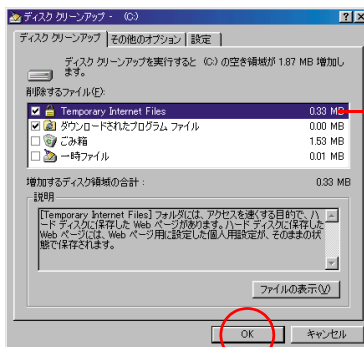 ディスク クリーンアップ - (C:)
ディスク クリーンアップ その他のオプション 設定
ディスク クリーンアップを実行すると (C:) の空き領域が 1.87 MB 増加し
ます。
削除するファイル(F):
Temporary Internet Files 0.33 MB
ダウンロードされたプログラム ファイル 0.00 MB
ごみ箱 1.53 MB
一時ファイル 0.01 MB
増加するディスク領域の合計: 0.33 MB
説明
[Temporary Internet Files] フォルダには、アクセスを速くする目的で、ハ
ード ディスクに保存した Web ページがあります。ハード ディスクに保存した
Web ページには、Web ページ用に設定した個人用設定が、そのままの状
態で保存されます。
ファイルの表示(V)
OK キャンセル